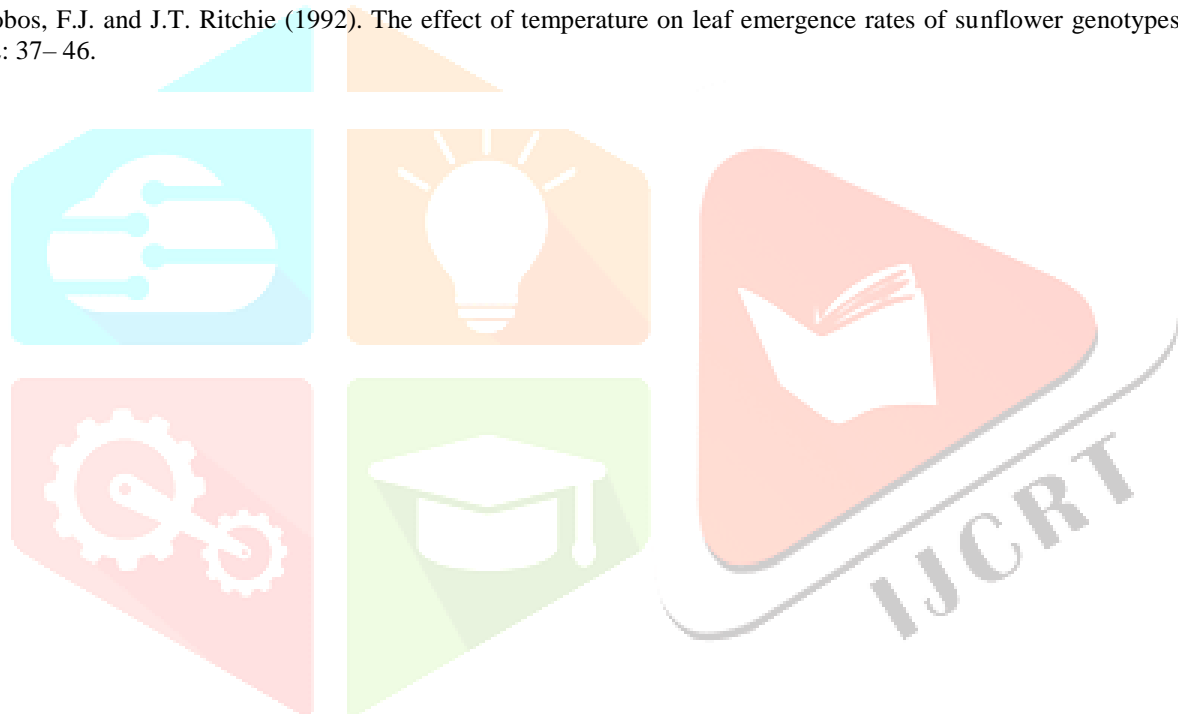 obos, F.J. and J.T. Ritchie (1992). The effect of temperature on leaf emergence rates of sunflower genotypes
: 37– 46.
IJCRT